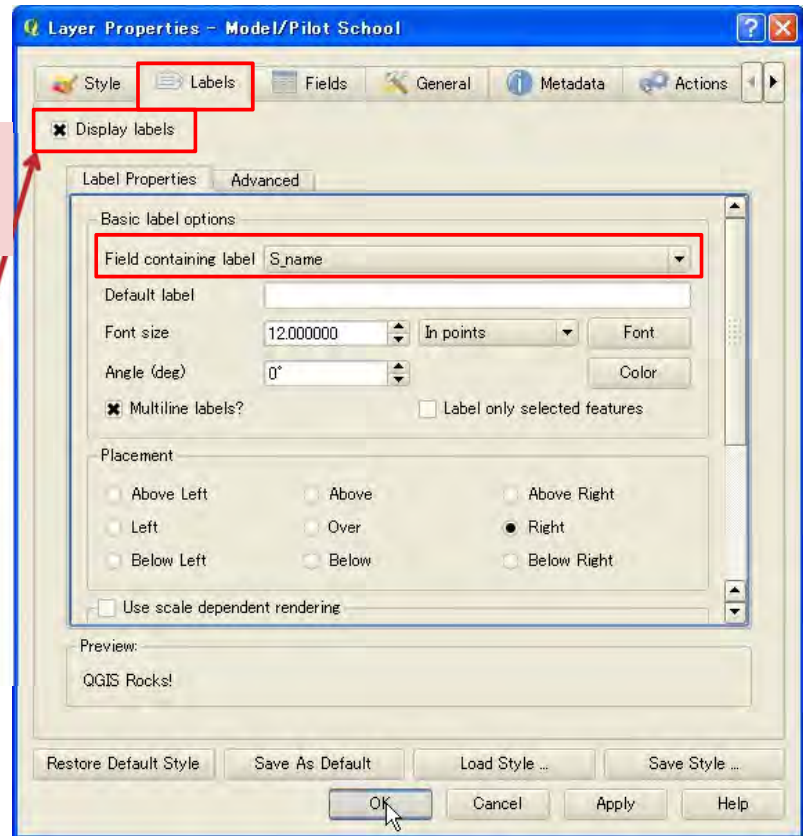 Layer Properties - Model/Pilot School
Style Labels Fields General Metadata Actions
Display labels
Label Properties Advanced
Basic label options
Field containing label S_name
Default label
Font size 12.000000 In points Font
Angle (deg) 0° Color
Multiline labels? Label only selected features
Placement
Above Left Above Above Right
Left Over Right
Below Left Below Below Right
Use scale dependent rendering
Preview:
QGIS Rocks!
Restore Default Style Save As Default Load Style ... Save Style ...
OK Cancel Apply Help